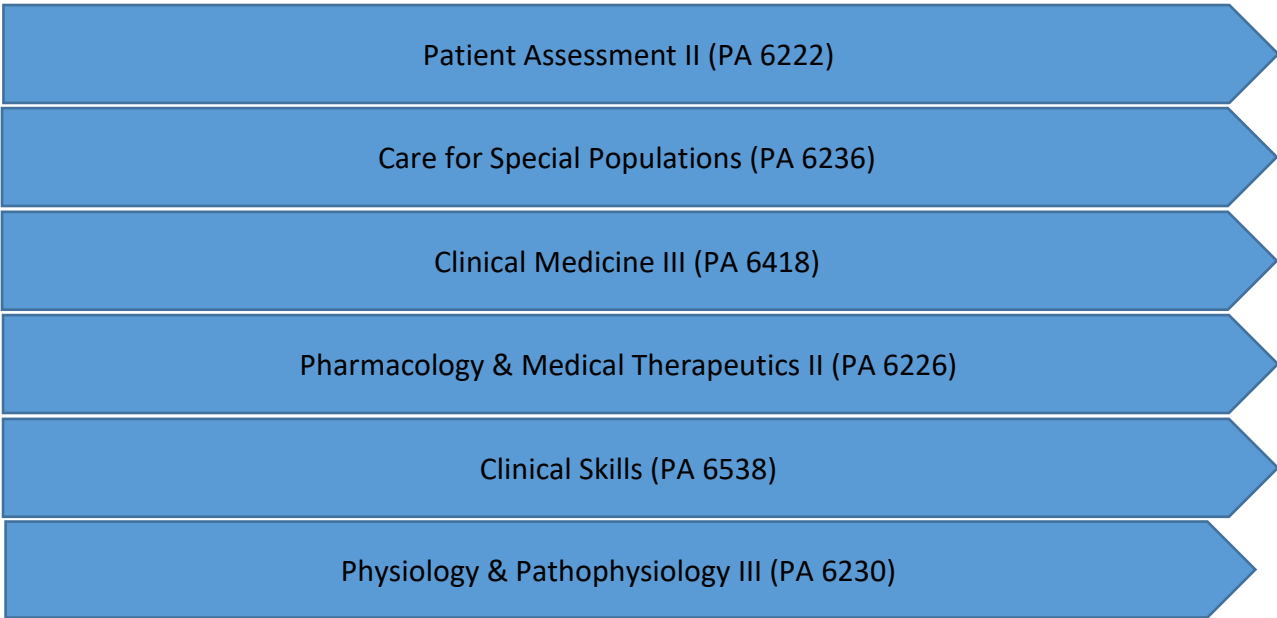 Patient Assessment II (PA 6222)
Care for Special Populations (PA 6236)
Clinical Medicine III (PA 6418)
Pharmacology & Medical Therapeutics II (PA 6226)
Clinical Skills (PA 6538)
Physiology & Pathophysiology III (PA 6230)